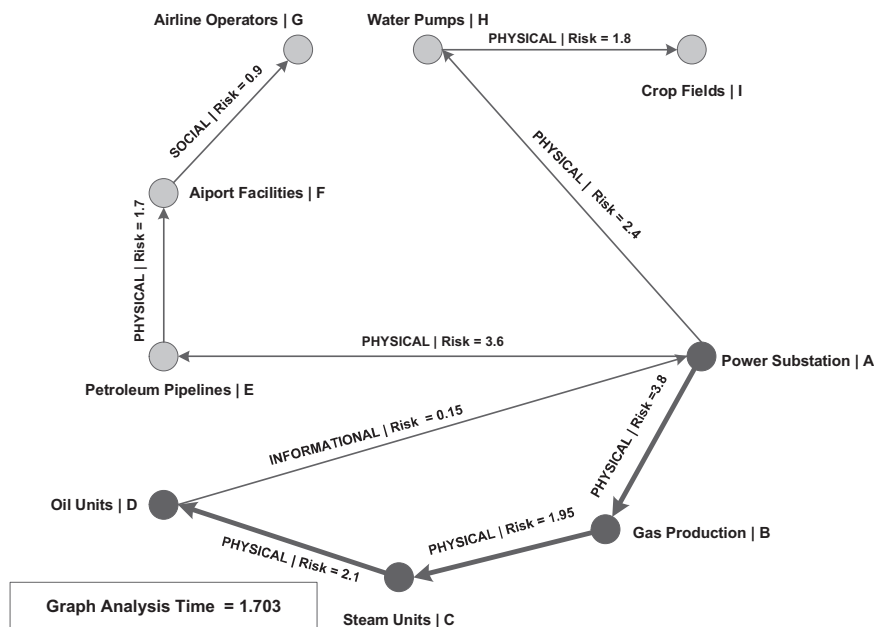 Airline Operators | G
Water Pumps | H
PHYSICAL | Risk = 1.8
Crop Fields | I
SOCIAL | Risk = 0.9
PHYSICAL | Risk = 2.4
Aiport Facilities | F
PHYSICAL | Risk = 1.7
PHYSICAL | Risk = 3.6
Power Substation | A
Petroleum Pipelines | E
PHYSICAL | Risk =3.8
INFORMATIONAL | Risk = 0.15
Oil Units | D
PHYSICAL | Risk = 1.95
Gas Production | B
PHYSICAL | Risk = 2.1
Graph Analysis Time = 1.703
Steam Units | C